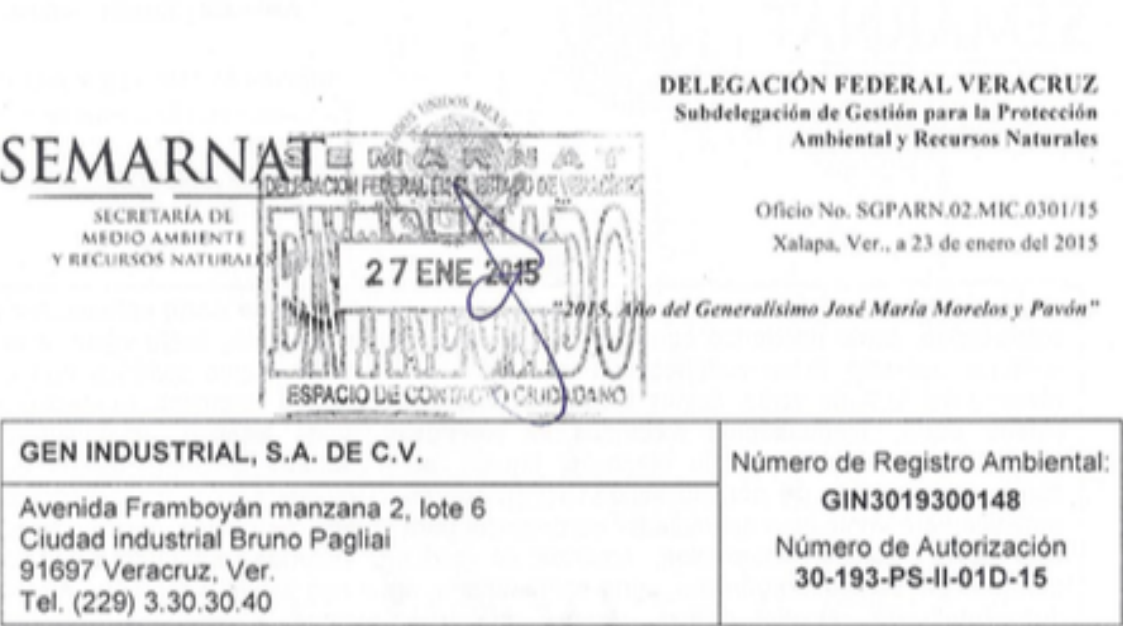 DELEGACIÓN FEDERAL VERACRUZ
Subdelegación de Gestión para la Protección
Ambiental y Recursos Naturales
UNIDOS MEXIC
SEMARNAT
SECRETARÍA DE
MEDIO AMBIENTE
Y RECURSOS NATURALES
SEMARNAT
DELEGACION FEDERAL EN EL ESTADO DE VERACRUZ
27 ENE 2015
ESPACIO DE CONTACTO CIUDADANO
Oficio No. SGPARN.02.MIC.0301/15
Xalapa, Ver., a 23 de enero del 2015
"2015, Año del Generalísimo José María Morelos y Pavón"
GEN INDUSTRIAL, S.A. DE C.V.
Avenida Framboyán manzana 2, lote 6
Ciudad industrial Bruno Pagliai
91697 Veracruz, Ver.
Tel. (229) 3.30.30.40
Número de Registro Ambiental:
GIN3019300148
Número de Autorización
30-193-PS-II-01D-15